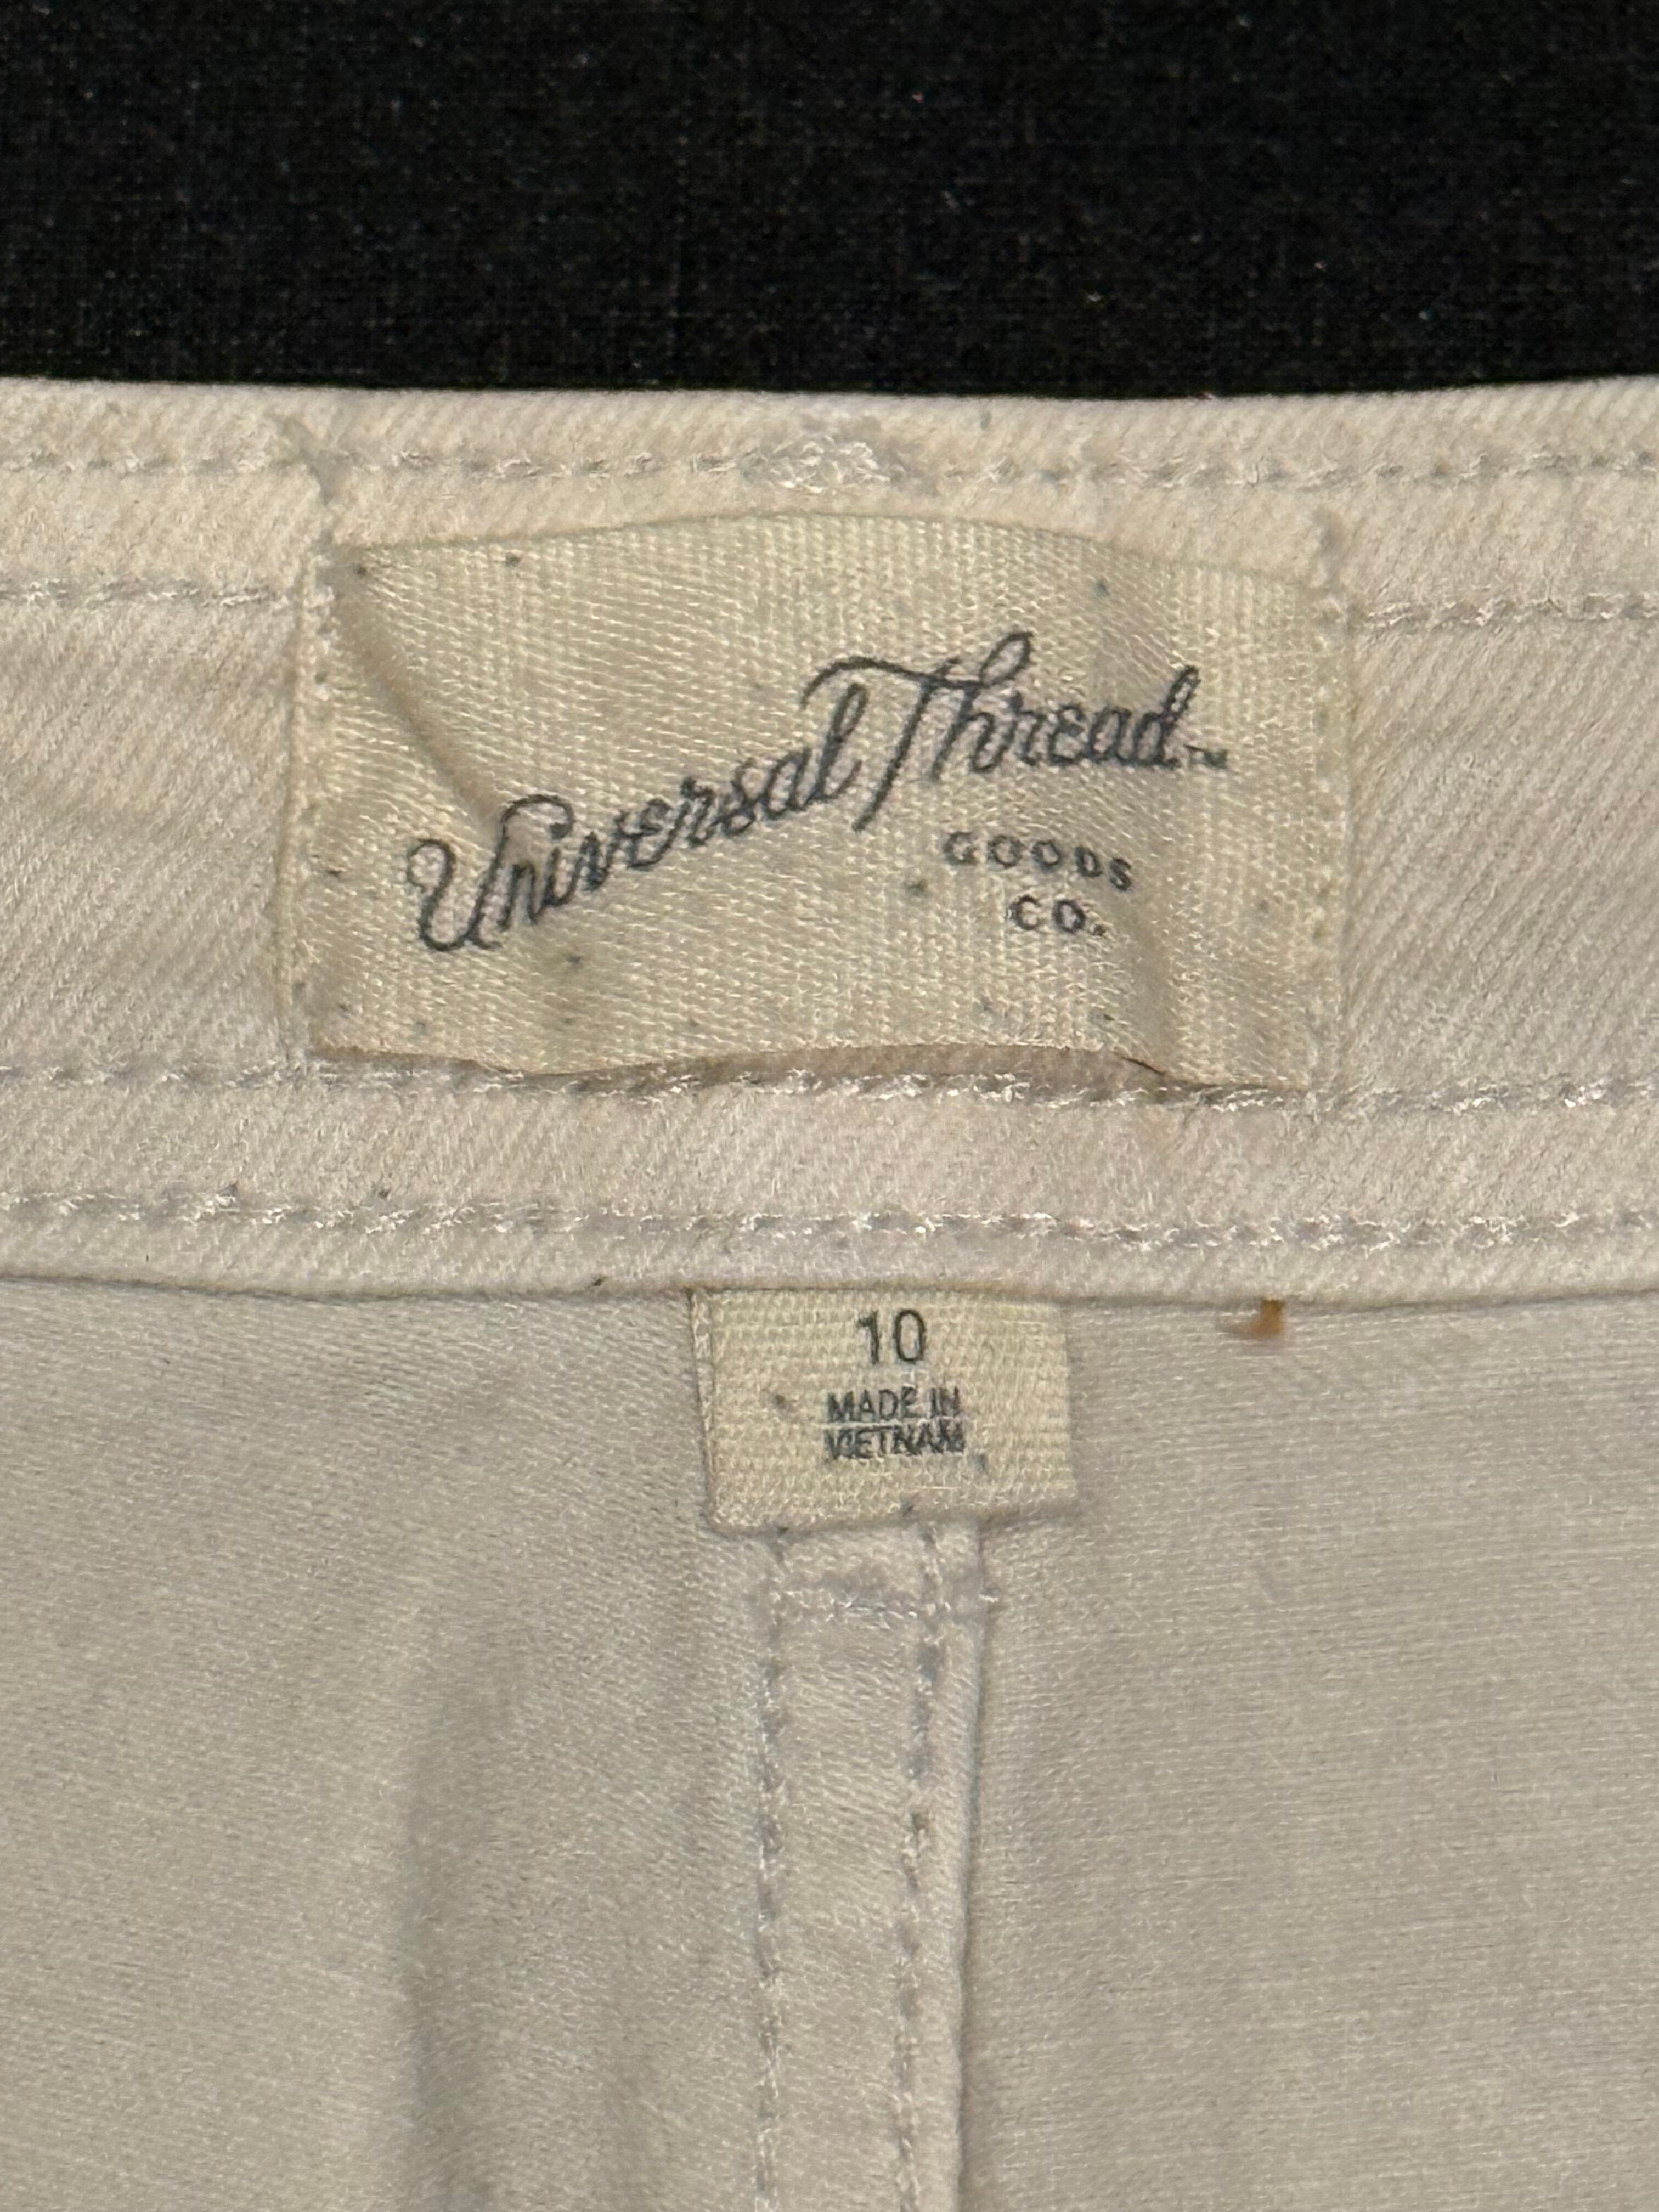 Universal Thread™
GOODS
CO.
10
MADE IN
VIETNAM